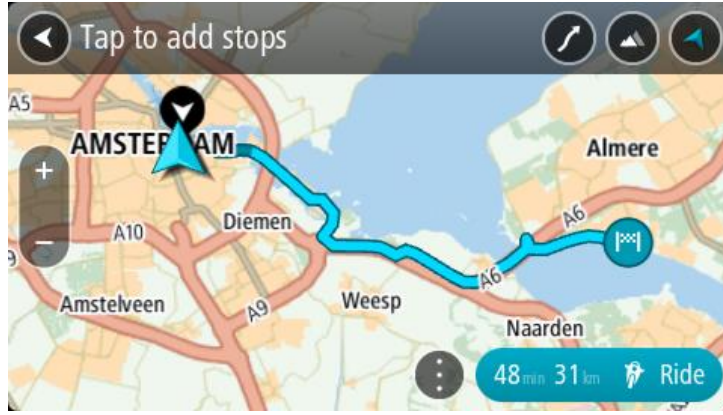 Tap to add stops
A5
AMSTER AM
Almere
+
A10
Diemen
A6
−
9
A6
Amstelveen
A9
Weesp
Naarden
48 min 31 km Ride